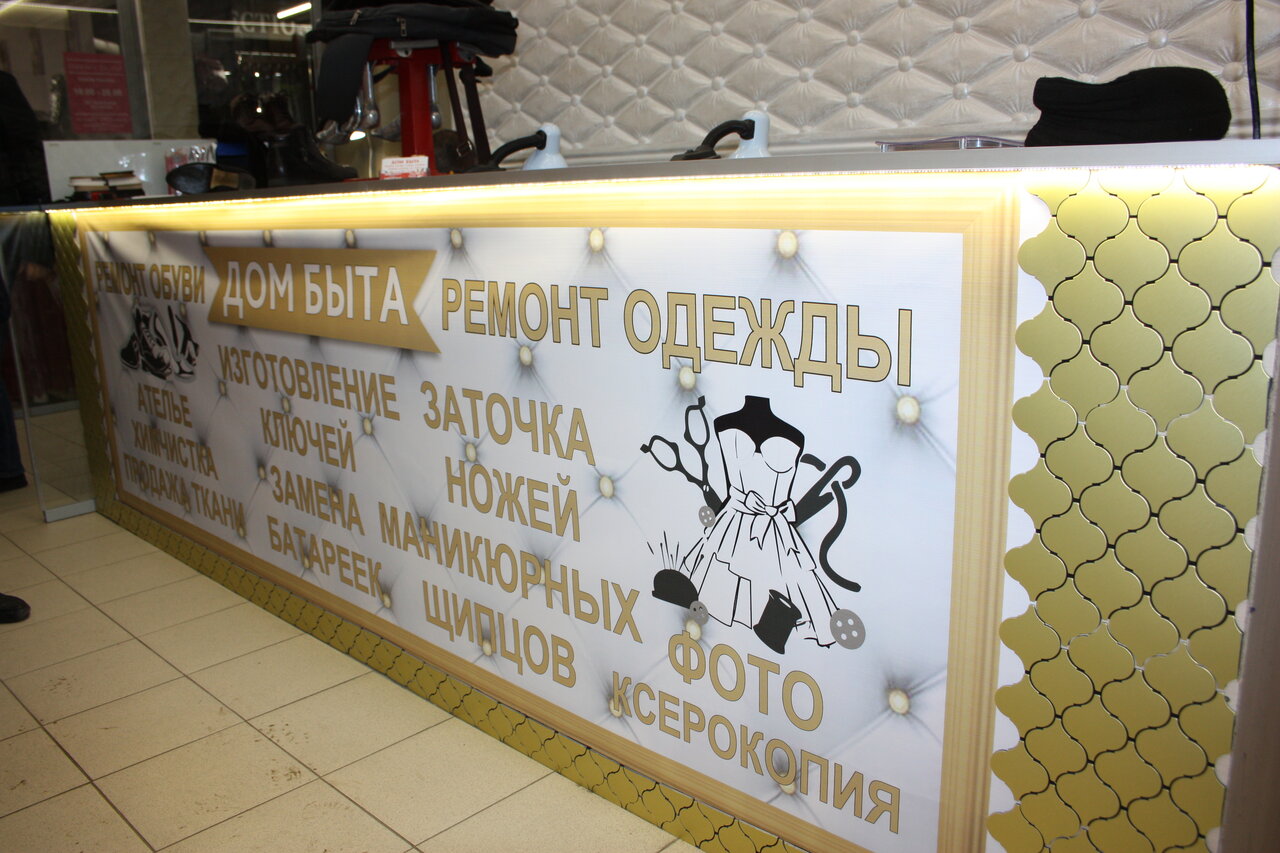 РЕМОНТ ОБУВИ
ДОМ БЫТА
РЕМОНТ ОДЕЖДЫ
АТЕЛЬЕ
ХИМЧИСТКА
ПРОДАЖА ТКАНИ
ИЗГОТОВЛЕНИЕ
КЛЮЧЕЙ
ЗАМЕНА
БАТАРЕЕК
ЗАТОЧКА
НОЖЕЙ
МАНИКЮРНЫХ
ЩИПЦОВ
ФОТО
КСЕРОКОПИЯ